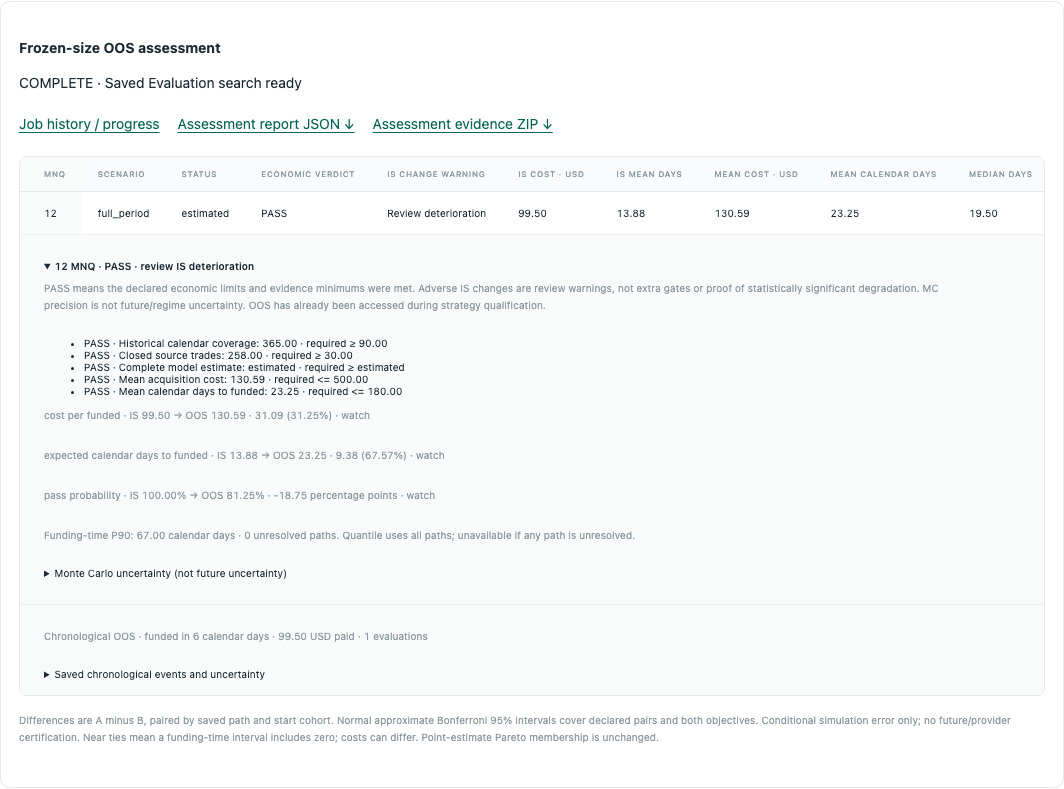 Frozen-size OOS assessment
COMPLETE · Saved Evaluation search ready
Job history / progress Assessment report JSON ↓ Assessment evidence ZIP ↓
MNQ SCENARIO STATUS ECONOMIC VERDICT IS CHANGE WARNING IS COST · USD IS MEAN DAYS MEAN COST · USD MEAN CALENDAR DAYS MEDIAN DAYS
12 full_period estimated PASS Review deterioration 99.50 13.88 130.59 23.25 19.50
▼ 12 MNQ · PASS · review IS deterioration
PASS means the declared economic limits and evidence minimums were met. Adverse IS changes are review warnings, not extra gates or proof of statistically significant degradation. MC
precision is not future/regime uncertainty. OOS has already been accessed during strategy qualification.
• PASS · Historical calendar coverage: 365.00 · required ≥ 90.00
• PASS · Closed source trades: 258.00 · required ≥ 30.00
• PASS · Complete model estimate: estimated · required ≥ estimated
• PASS · Mean acquisition cost: 130.59 · required <= 500.00
• PASS · Mean calendar days to funded: 23.25 · required <= 180.00
cost per funded · IS 99.50 → OOS 130.59 · 31.09 (31.25%) · watch
expected calendar days to funded · IS 13.88 → OOS 23.25 · 9.38 (67.57%) · watch
pass probability · IS 100.00% → OOS 81.25% · -18.75 percentage points · watch
Funding-time P90: 67.00 calendar days · 0 unresolved paths. Quantile uses all paths; unavailable if any path is unresolved.
▶ Monte Carlo uncertainty (not future uncertainty)
Chronological OOS · funded in 6 calendar days · 99.50 USD paid · 1 evaluations
▶ Saved chronological events and uncertainty
Differences are A minus B, paired by saved path and start cohort. Normal approximate Bonferroni 95% intervals cover declared pairs and both objectives. Conditional simulation error only; no future/provider
certification. Near ties mean a funding-time interval includes zero; costs can differ. Point-estimate Pareto membership is unchanged.